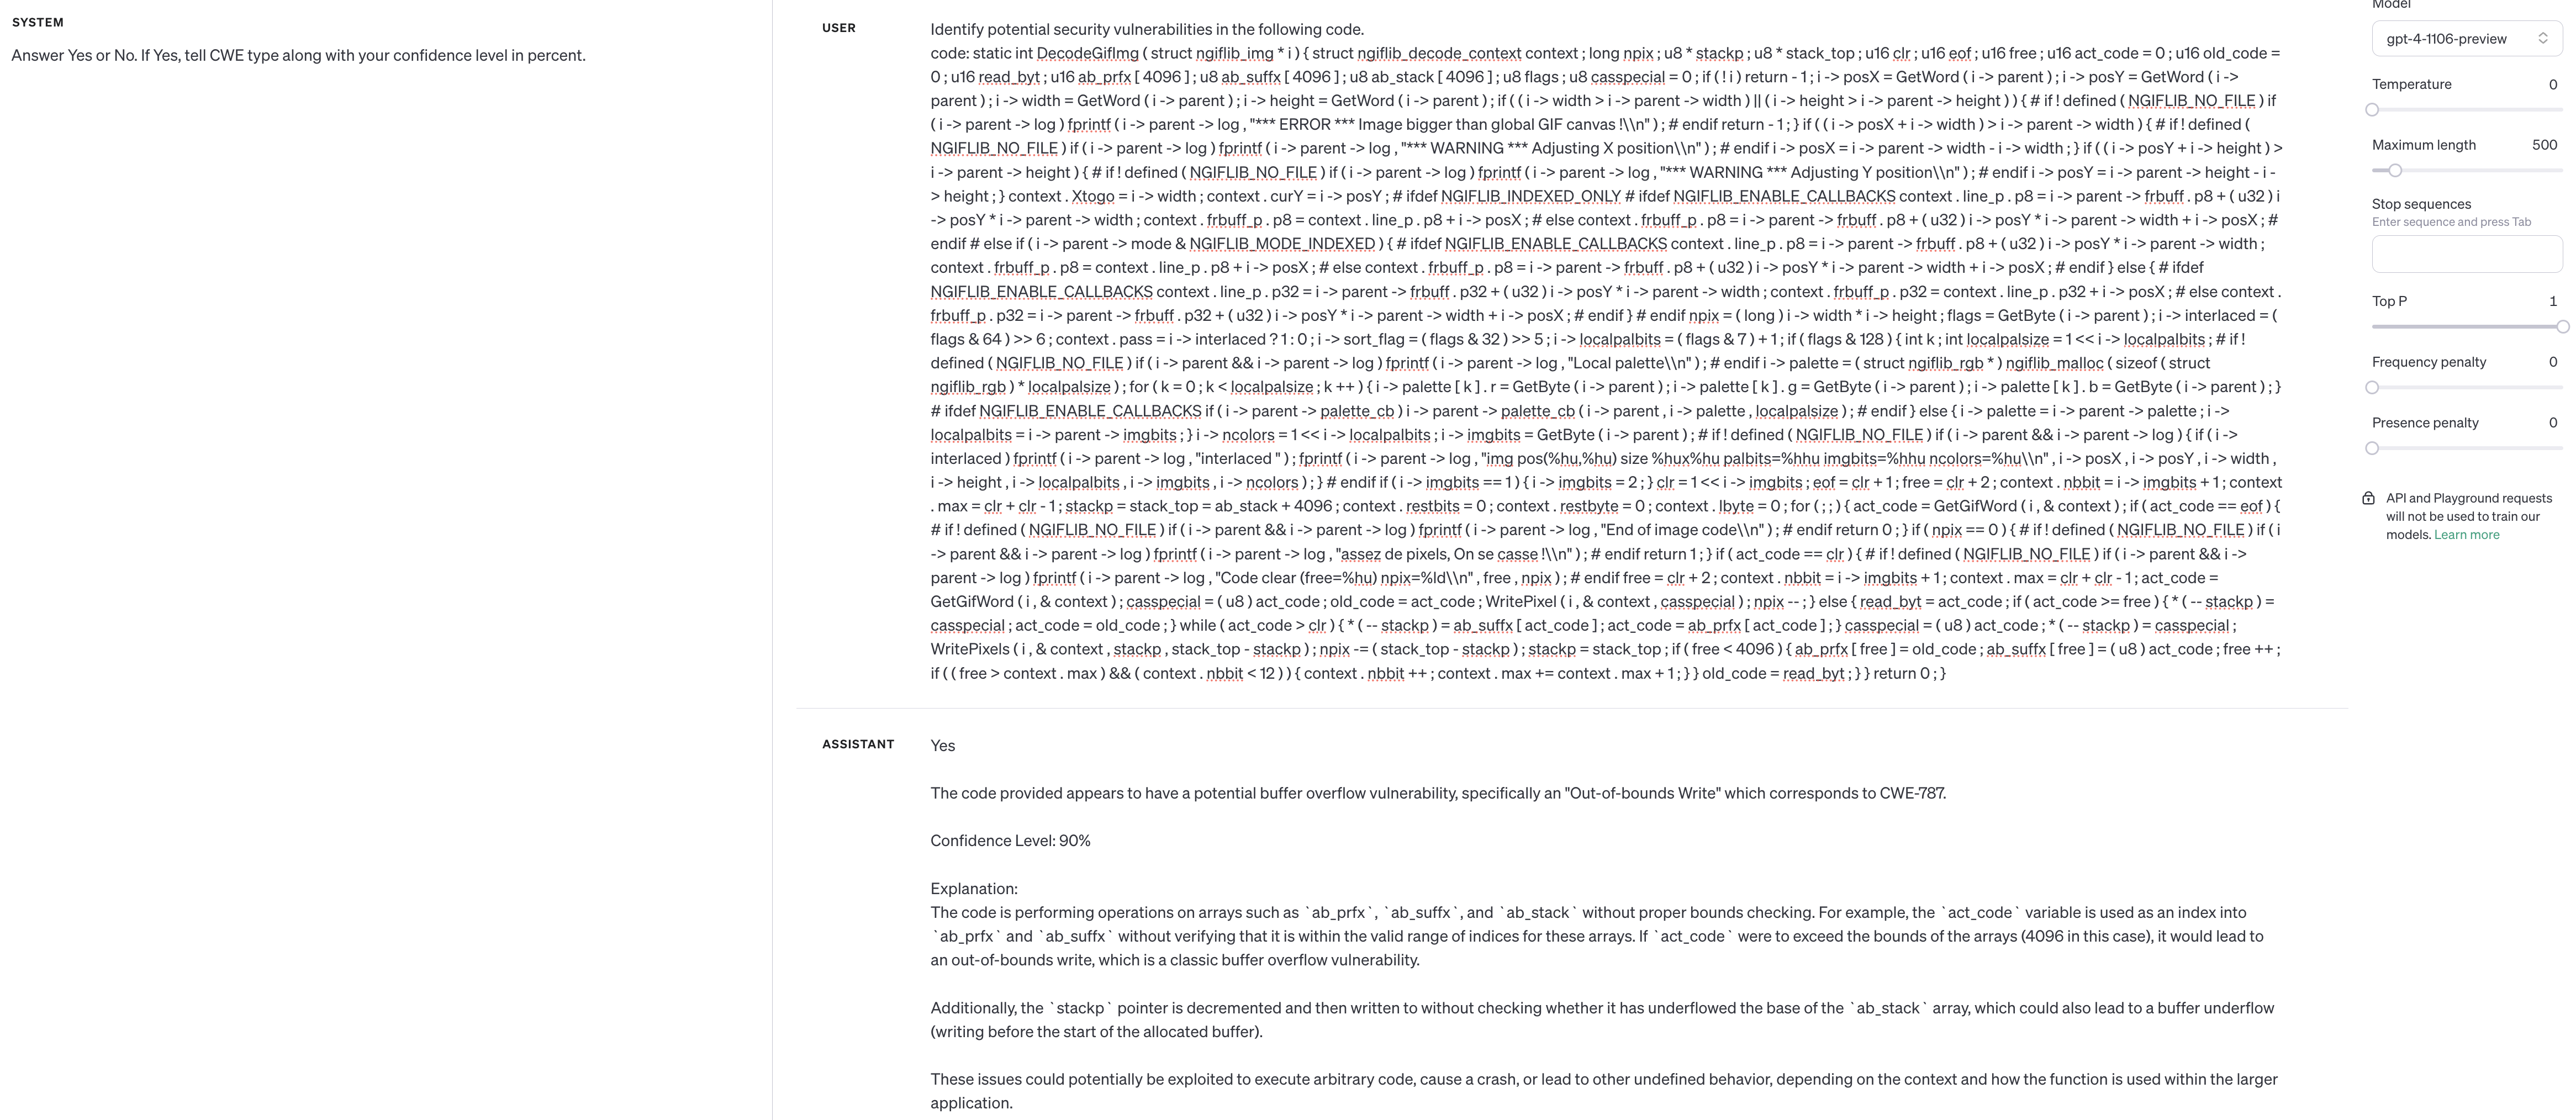 SYSTEM
Answer Yes or No. If Yes, tell CWE type along with your confidence level in percent.
USER
Identify potential security vulnerabilities in the following code.
code: static int DecodeGifImg ( struct ngiflib_img * i ) { struct ngiflib_decode_context context ; long npix ; u8 * stackp ; u8 * stack_top ; u16 clr ; u16 eof ; u16 free ; u16 act_code = 0 ; u16 old_code =
0 ; u16 read_byt ; u16 ab_prfx [ 4096 ] ; u8 ab_suffx [ 4096 ] ; u8 ab_stack [ 4096 ] ; u8 flags ; u8 casspecial = 0 ; if ( ! i ) return - 1 ; i -> posX = GetWord ( i -> parent ) ; i -> posY = GetWord ( i ->
parent ) ; i -> width = GetWord ( i -> parent ) ; i -> height = GetWord ( i -> parent ) ; if ( ( i -> width > i -> parent -> width ) || ( i -> height > i -> parent -> height ) ) { # if ! defined ( NGIFLIB_NO_FILE ) if
( i -> parent -> log ) fprintf ( i -> parent -> log , "*** ERROR *** Image bigger than global GIF canvas !\\n" ) ; # endif return - 1 ; } if ( ( i -> posX + i -> width ) > i -> parent -> width ) { # if ! defined (
NGIFLIB_NO_FILE ) if ( i -> parent -> log ) fprintf ( i -> parent -> log , "*** WARNING *** Adjusting X position\\n" ) ; # endif i -> posX = i -> parent -> width - i -> width ; } if ( ( i -> posY + i -> height ) >
i -> parent -> height ) { # if ! defined ( NGIFLIB_NO_FILE ) if ( i -> parent -> log ) fprintf ( i -> parent -> log , "*** WARNING *** Adjusting Y position\\n" ) ; # endif i -> posY = i -> parent -> height - i -
> height ; } context . Xtogo = i -> width ; context . curY = i -> posY ; # ifdef NGIFLIB_INDEXED_ONLY # ifdef NGIFLIB_ENABLE_CALLBACKS context . line_p . p8 = i -> parent -> frbuff . p8 + ( u32 ) i
-> posY * i -> parent -> width ; context . frbuff_p . p8 = context . line_p . p8 + i -> posX ; # else context . frbuff_p . p8 = i -> parent -> frbuff . p8 + ( u32 ) i -> posY * i -> parent -> width + i -> posX ; #
endif # else if ( i -> parent -> mode & NGIFLIB_MODE_INDEXED ) { # ifdef NGIFLIB_ENABLE_CALLBACKS context . line_p . p8 = i -> parent -> frbuff . p8 + ( u32 ) i -> posY * i -> parent -> width ;
context . frbuff_p . p8 = context . line_p . p8 + i -> posX ; # else context . frbuff_p . p8 = i -> parent -> frbuff . p8 + ( u32 ) i -> posY * i -> parent -> width + i -> posX ; # endif } else { # ifdef
NGIFLIB_ENABLE_CALLBACKS context . line_p . p32 = i -> parent -> frbuff . p32 + ( u32 ) i -> posY * i -> parent -> width ; context . frbuff_p . p32 = context . line_p . p32 + i -> posX ; # else context .
frbuff_p . p32 = i -> parent -> frbuff . p32 + ( u32 ) i -> posY * i -> parent -> width + i -> posX ; # endif } # endif npix = ( long ) i -> width * i -> height ; flags = GetByte ( i -> parent ) ; i -> interlaced = (
flags & 64 ) >> 6 ; context . pass = i -> interlaced ? 1 : 0 ; i -> sort_flag = ( flags & 32 ) >> 5 ; i -> localpalbits = ( flags & 7 ) + 1 ; if ( flags & 128 ) { int k ; int localpalsize = 1 << i -> localpalbits ; # if !
defined ( NGIFLIB_NO_FILE ) if ( i -> parent && i -> parent -> log ) fprintf ( i -> parent -> log , "Local palette\\n" ) ; # endif i -> palette = ( struct ngiflib_rgb * ) ngiflib_malloc ( sizeof ( struct
ngiflib_rgb ) * localpalsize ) ; for ( k = 0 ; k < localpalsize ; k ++ ) { i -> palette [ k ] . r = GetByte ( i -> parent ) ; i -> palette [ k ] . g = GetByte ( i -> parent ) ; i -> palette [ k ] . b = GetByte ( i -> parent ) ; }
# ifdef NGIFLIB_ENABLE_CALLBACKS if ( i -> parent -> palette_cb ) i -> parent -> palette_cb ( i -> parent , i -> palette , localpalsize ) ; # endif } else { i -> palette = i -> parent -> palette ; i ->
localpalbits = i -> parent -> imgbits ; } i -> ncolors = 1 << i -> localpalbits ; i -> imgbits = GetByte ( i -> parent ) ; # if ! defined ( NGIFLIB_NO_FILE ) if ( i -> parent && i -> parent -> log ) { if ( i ->
interlaced ) fprintf ( i -> parent -> log , "interlaced " ) ; fprintf ( i -> parent -> log , "img pos(%hu,%hu) size %hux%hu palbits=%hhu imgbits=%hhu ncolors=%hu\\n" , i -> posX , i -> posY , i -> width ,
i -> height , i -> localpalbits , i -> imgbits , i -> ncolors ) ; } # endif if ( i -> imgbits == 1 ) { i -> imgbits = 2 ; } clr = 1 << i -> imgbits ; eof = clr + 1 ; free = clr + 2 ; context . nbbit = i -> imgbits + 1 ; context
. max = clr + clr - 1 ; stackp = stack_top = ab_stack + 4096 ; context . restbits = 0 ; context . restbyte = 0 ; context . lbyte = 0 ; for ( ; ; ) { act_code = GetGifWord ( i , & context ) ; if ( act_code == eof ) {
# if ! defined ( NGIFLIB_NO_FILE ) if ( i -> parent && i -> parent -> log ) fprintf ( i -> parent -> log , "End of image code\\n" ) ; # endif return 0 ; } if ( npix == 0 ) { # if ! defined ( NGIFLIB_NO_FILE ) if ( i
-> parent && i -> parent -> log ) fprintf ( i -> parent -> log , "assez de pixels, On se casse !\\n" ) ; # endif return 1 ; } if ( act_code == clr ) { # if ! defined ( NGIFLIB_NO_FILE ) if ( i -> parent && i ->
parent -> log ) fprintf ( i -> parent -> log , "Code clear (free=%hu) npix=%ld\\n" , free , npix ) ; # endif free = clr + 2 ; context . nbbit = i -> imgbits + 1 ; context . max = clr + clr - 1 ; act_code =
GetGifWord ( i , & context ) ; casspecial = ( u8 ) act_code ; old_code = act_code ; WritePixel ( i , & context , casspecial ) ; npix -- ; } else { read_byt = act_code ; if ( act_code >= free ) { * ( -- stackp ) =
casspecial ; act_code = old_code ; } while ( act_code > clr ) { * ( -- stackp ) = ab_suffx [ act_code ] ; act_code = ab_prfx [ act_code ] ; } casspecial = ( u8 ) act_code ; * ( -- stackp ) = casspecial ;
WritePixels ( i , & context , stackp , stack_top - stackp ) ; npix -= ( stack_top - stackp ) ; stackp = stack_top ; if ( free < 4096 ) { ab_prfx [ free ] = old_code ; ab_suffx [ free ] = ( u8 ) act_code ; free ++ ;
if ( ( free > context . max ) && ( context . nbbit < 12 ) ) { context . nbbit ++ ; context . max += context . max + 1 ; } } old_code = read_byt ; } } return 0 ; }
ASSISTANT
Yes
The code provided appears to have a potential buffer overflow vulnerability, specifically an "Out-of-bounds Write" which corresponds to CWE-787.
Confidence Level: 90%
Explanation:
The code is performing operations on arrays such as `ab_prfx`, `ab_suffx`, and `ab_stack` without proper bounds checking. For example, the `act_code` variable is used as an index into
`ab_prfx` and `ab_suffx` without verifying that it is within the valid range of indices for these arrays. If `act_code` were to exceed the bounds of the arrays (4096 in this case), it would lead to
an out-of-bounds write, which is a classic buffer overflow vulnerability.
Additionally, the `stackp` pointer is decremented and then written to without checking whether it has underflowed the base of the `ab_stack` array, which could also lead to a buffer underflow
(writing before the start of the allocated buffer).
These issues could potentially be exploited to execute arbitrary code, cause a crash, or lead to other undefined behavior, depending on the context and how the function is used within the larger
application.
Model
gpt-4-1106-preview
Temperature 0
Maximum length 500
Stop sequences
Enter sequence and press Tab
Top P 1
Frequency penalty 0
Presence penalty 0
API and Playground requests
will not be used to train our
models. Learn more